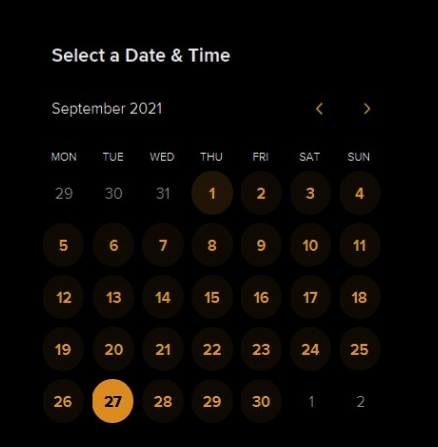 Select a Date & Time
September 2021
MON TUE WED THU FRI SAT SUN
29 30 31 1 2 3 4
5 6 7 8 9 10 11
12 13 14 15 16 17 18
19 20 21 22 23 24 25
26 27 28 29 30 1 2